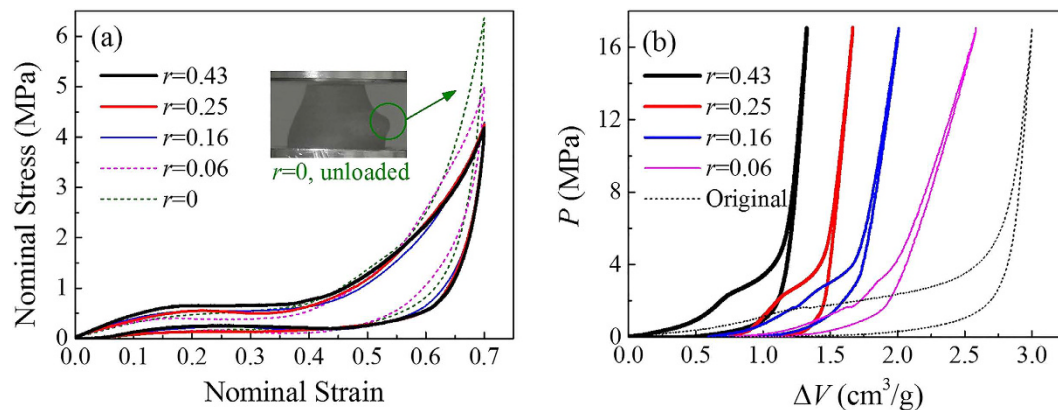 (a)
Nominal Stress (MPa)
6
5
4
3
2
1
0
r=0.43
r=0.25
r=0.16
r=0.06
r=0
r=0, unloaded
0.0 0.1 0.2 0.3 0.4 0.5 0.6 0.7
Nominal Strain
(b)
P (MPa)
16
12
8
4
0
r=0.43
r=0.25
r=0.16
r=0.06
Original
0.0 0.5 1.0 1.5 2.0 2.5 3.0
ΔV (cm³/g)